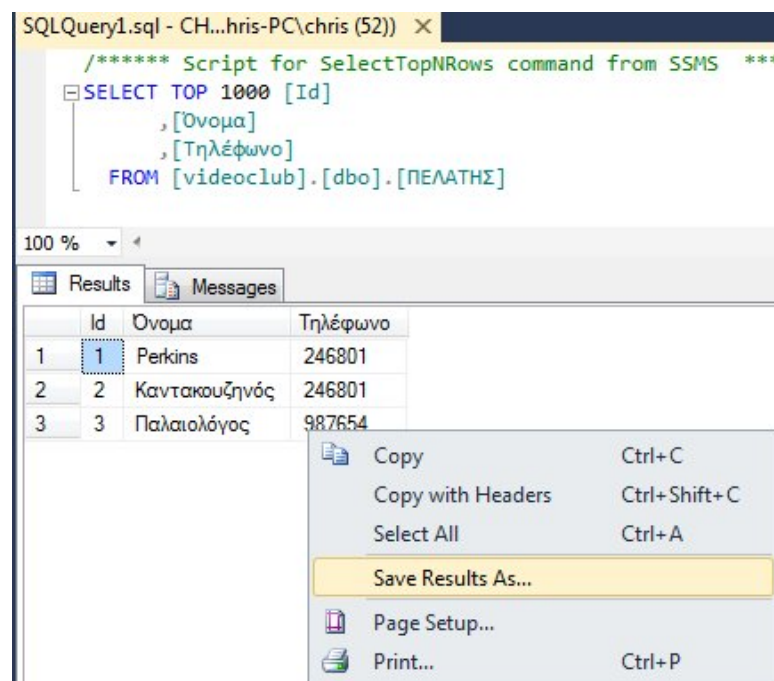 SQLQuery1.sql - CH...hris-PC\chris (52)) ×
/****** Script for SelectTopNRows command from SSMS ***
SELECT TOP 1000 [Id]
,[Όνομα]
,[Τηλέφωνο]
FROM [videoclub].[dbo].[ΠΕΛΑΤΗΣ]
100 %
Results Messages
Id Όνομα Τηλέφωνο
1 1 Perkins 246801
2 2 Καντακουζηνός 246801
3 3 Παλαιολόγος 987654
Copy Ctrl+C
Copy with Headers Ctrl+Shift+C
Select All Ctrl+A
Save Results As...
Page Setup...
Print... Ctrl+P